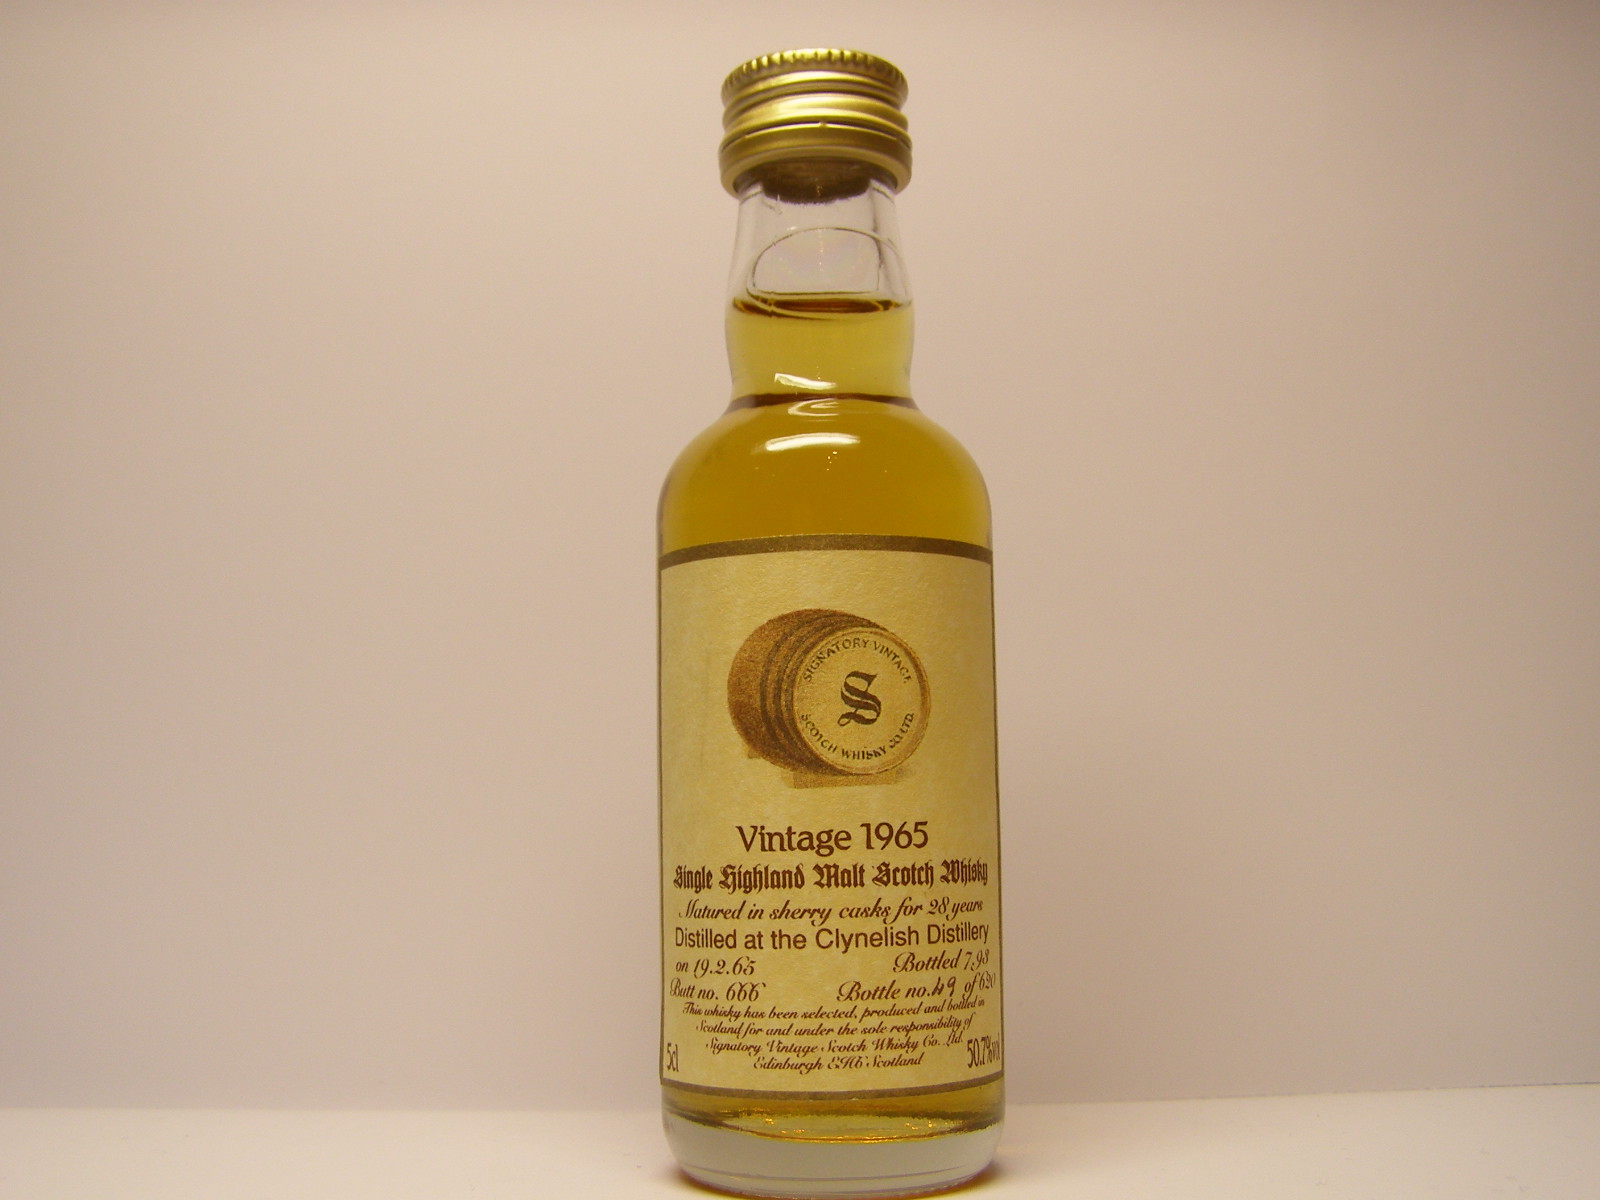 SIGNATORY VINTAGE
S
SCOTCH WHISKY CO. LTD.
Vintage 1965
Single Highland Malt Scotch Whisky
Matured in sherry casks for 28 years
Distilled at the Clynelish Distillery
on 19.2.65 Bottled 7.93
Butt no. 666 Bottle no. 49 of 620
This whisky has been selected, produced and bottled in
Scotland for and under the sole responsibility of
Signatory Vintage Scotch Whisky Co. Ltd.
Edinburgh EH6 Scotland
5cl 50.7%vol